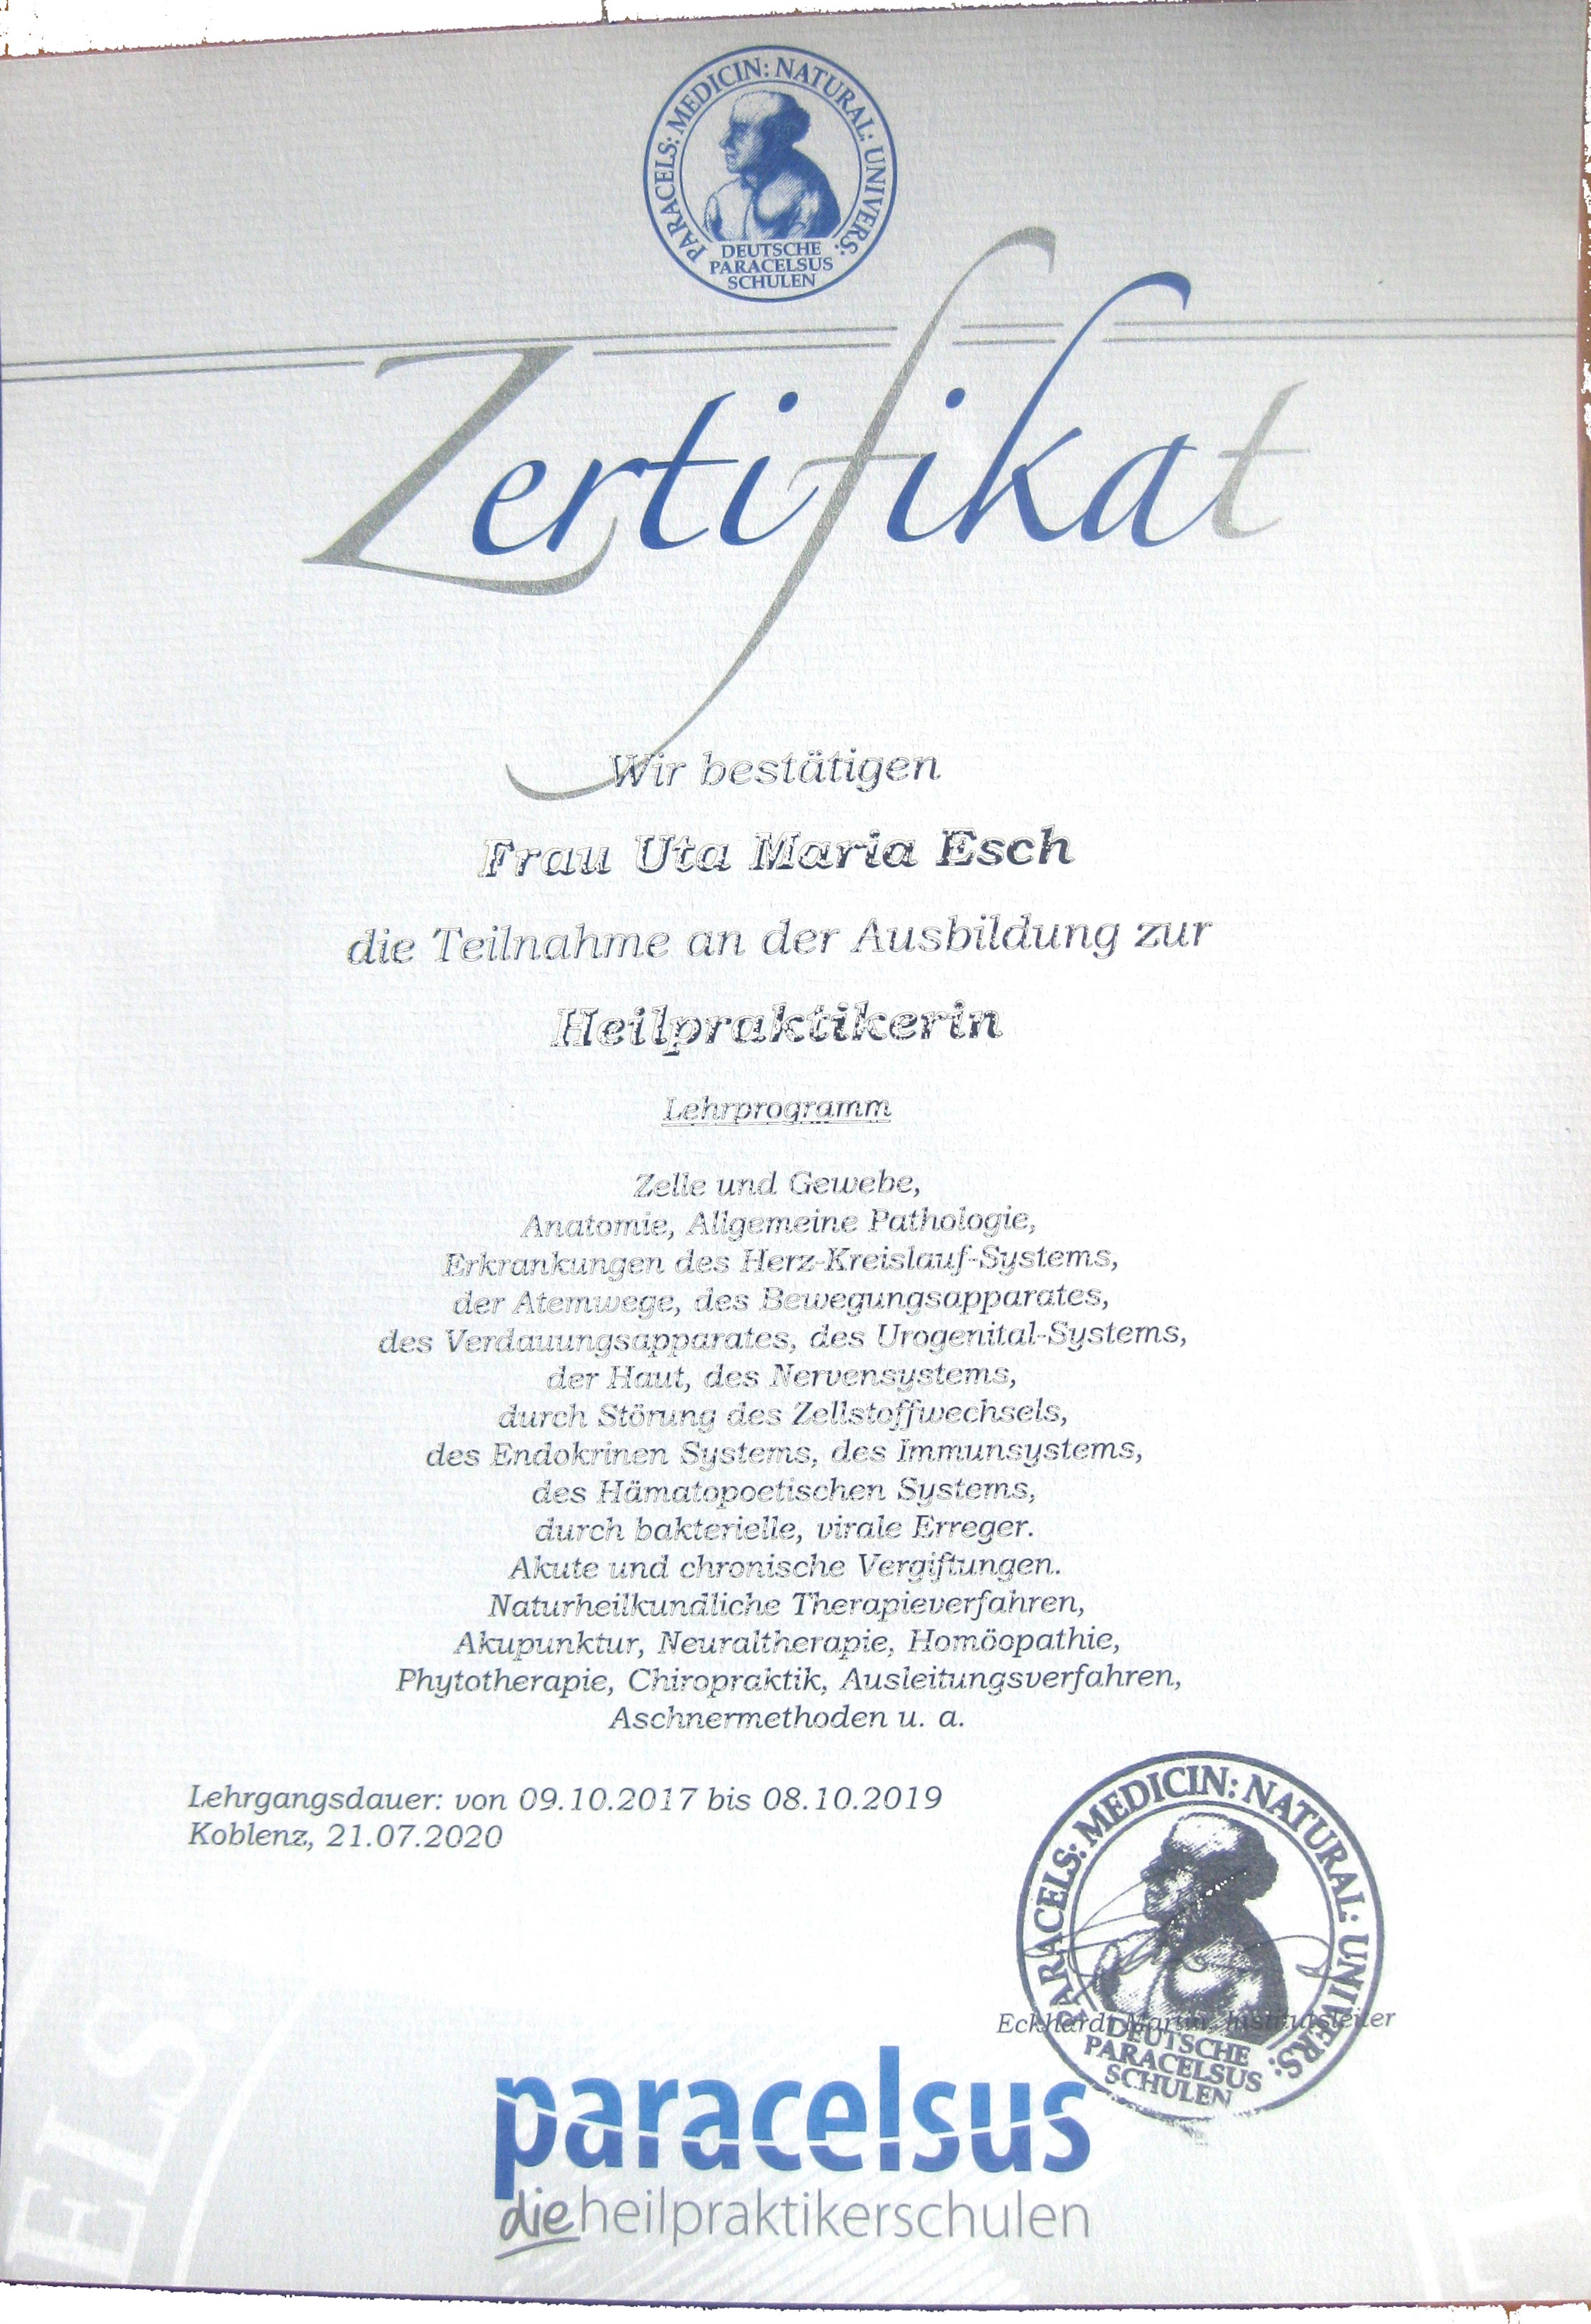 PARACELS: MEDICIN: NATURAL: UNIVERS:
DEUTSCHE
PARACELSUS
SCHULEN
Zertifikat
Wir bestätigen
Frau Uta Maria Esch
die Teilnahme an der Ausbildung zur
Heilpraktikerin
Lehrprogramm
Zelle und Gewebe,
Anatomie, Allgemeine Pathologie,
Erkrankungen des Herz-Kreislauf-Systems,
der Atemwege, des Bewegungsapparates,
des Verdauungsapparates, des Urogenital-Systems,
der Haut, des Nervensystems,
durch Störung des Zellstoffwechsels,
des Endokrinen Systems, des Immunsystems,
des Hämatopoetischen Systems,
durch bakterielle, virale Erreger.
Akute und chronische Vergiftungen.
Naturheilkundliche Therapieverfahren,
Akupunktur, Neuraltherapie, Homöopathie,
Phytotherapie, Chiropraktik, Ausleitungsverfahren,
Aschnermethoden u. a.
Lehrgangsdauer: von 09.10.2017 bis 08.10.2019
Koblenz, 21.07.2020
PARACELS: MEDICIN: NATURAL: UNIVERS:
Eckhardt Martin, Institutsleiter
DEUTSCHE
PARACELSUS
SCHULEN
ELS:
paracelsus
dieheilpraktikerschulen